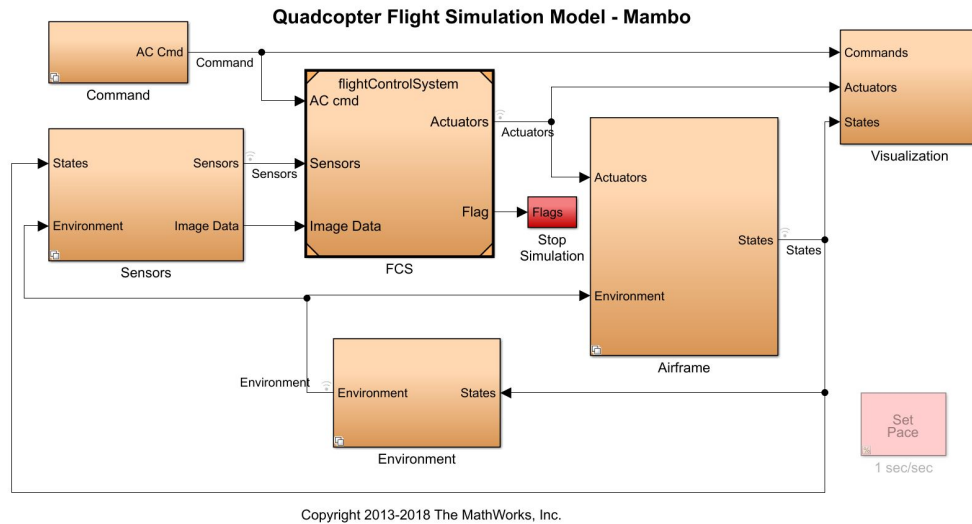 Quadcopter Flight Simulation Model - Mambo
AC Cmd
Command
Command
flightControlSystem
AC cmd
Sensors
Image Data
Actuators
Flag
FCS
Actuators
Commands
Actuators
States
Visualization
States
Environment
Sensors
Image Data
Sensors
Sensors
Flags
Stop
Simulation
Actuators
Environment
States
Airframe
States
Environment
Environment
States
Environment
Set
Pace
1 sec/sec
Copyright 2013-2018 The MathWorks, Inc.